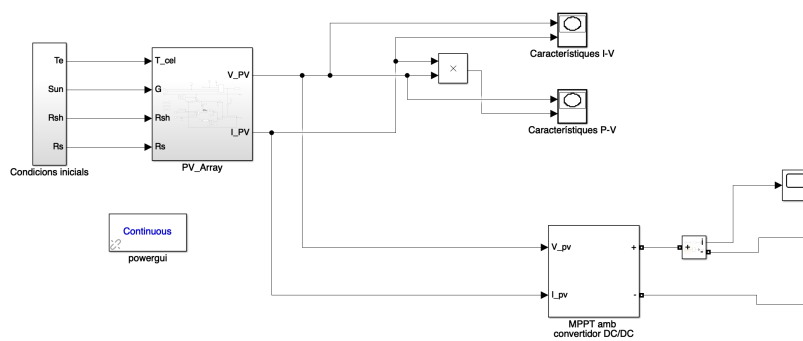 Te
Sun
Rsh
Rs
Condicions inicials
T_cel
G
Rsh
Rs
V_PV
I_PV
PV_Array
×
Característiques I-V
Característiques P-V
Continuous
powergui
V_pv
I_pv
+
-
MPPT amb
convertidor DC/DC
+
i
-